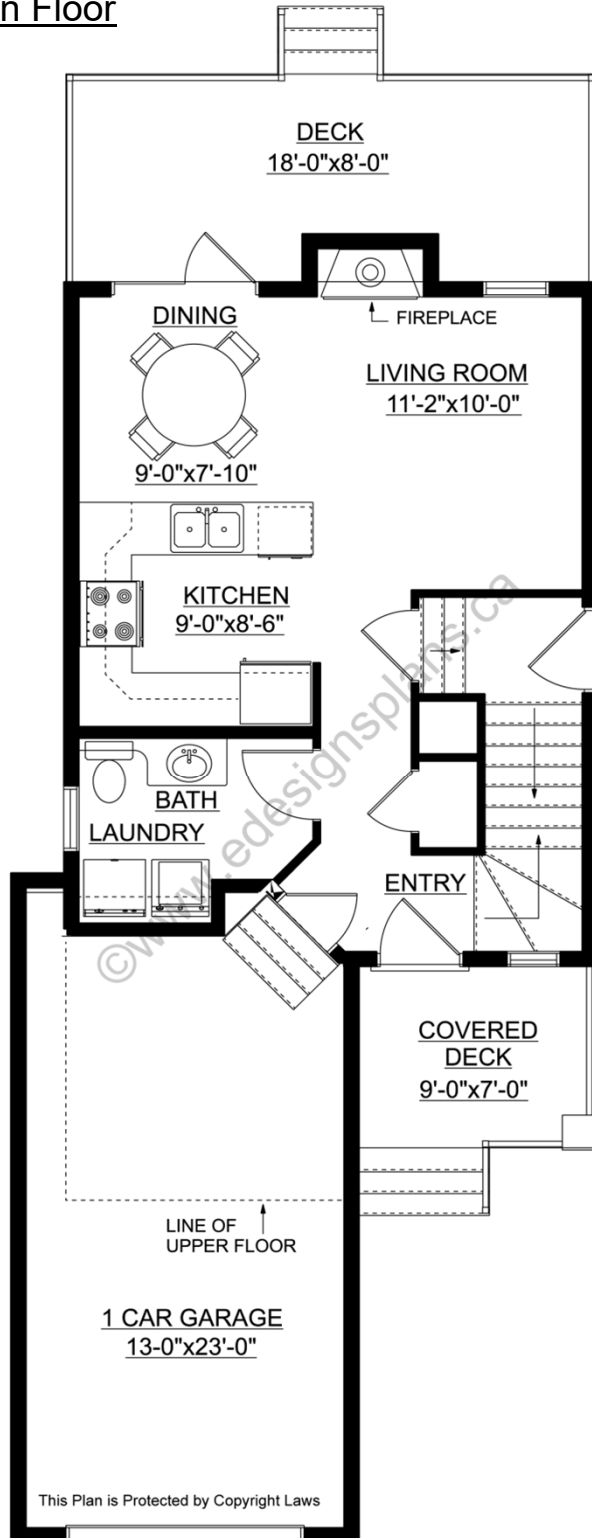 n Floor
DECK
18'-0"x8'-0"
DINING
FIREPLACE
LIVING ROOM
11'-2"x10'-0"
9'-0"x7'-10"
KITCHEN
9'-0"x8'-6"
BATH
LAUNDRY
ENTRY
©www.edesignsplans.ca
COVERED
DECK
9'-0"x7'-0"
LINE OF
UPPER FLOOR
1 CAR GARAGE
13-0"x23'-0"
This Plan is Protected by Copyright Laws